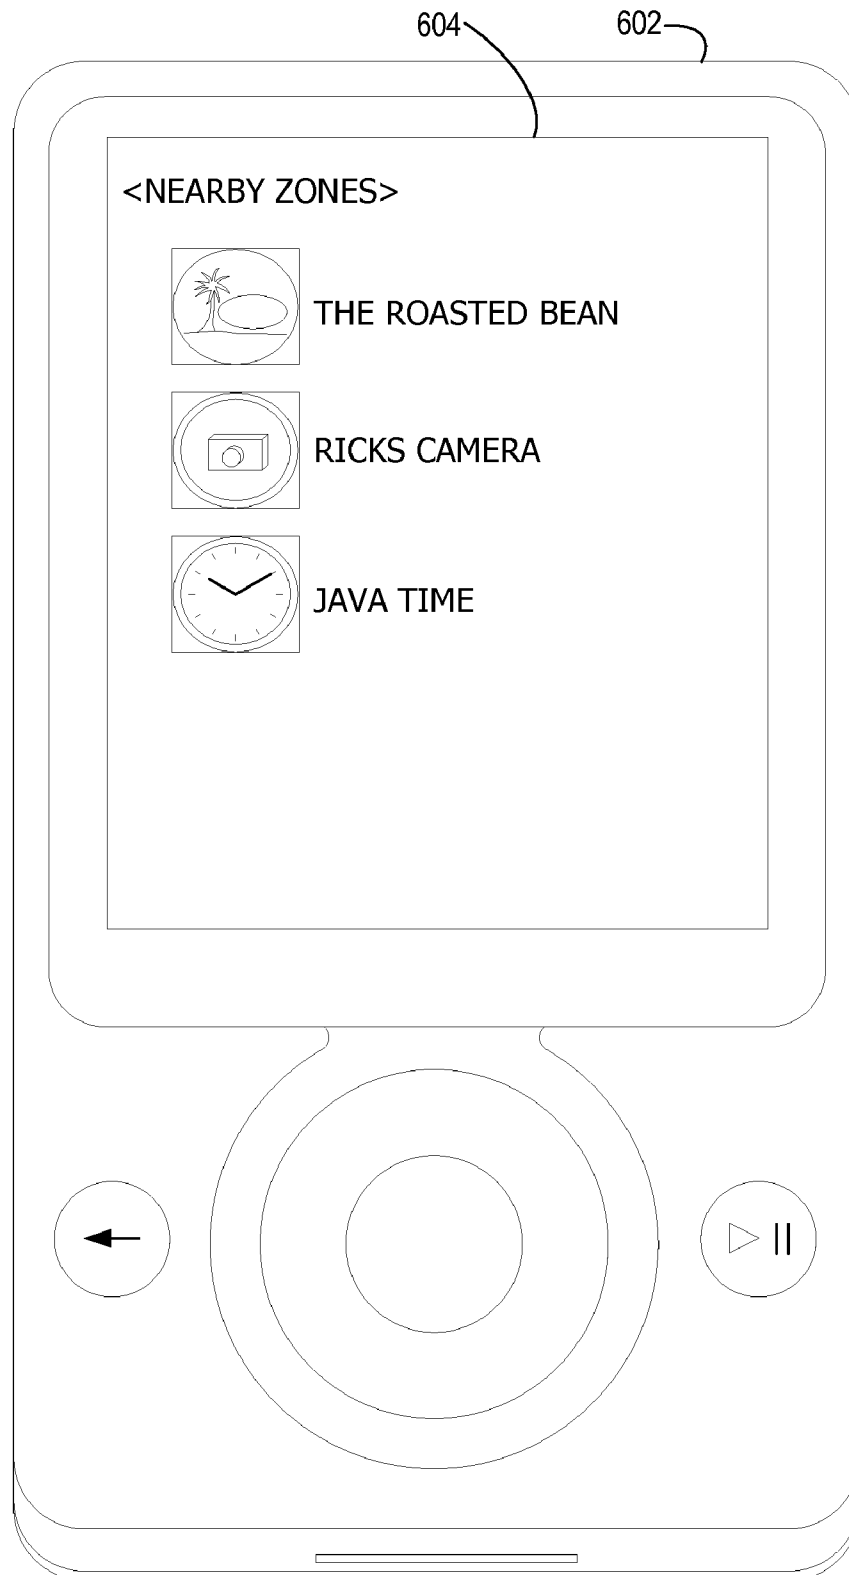 604 602
<NEARBY ZONES>
THE ROASTED BEAN
RICKS CAMERA
JAVA TIME